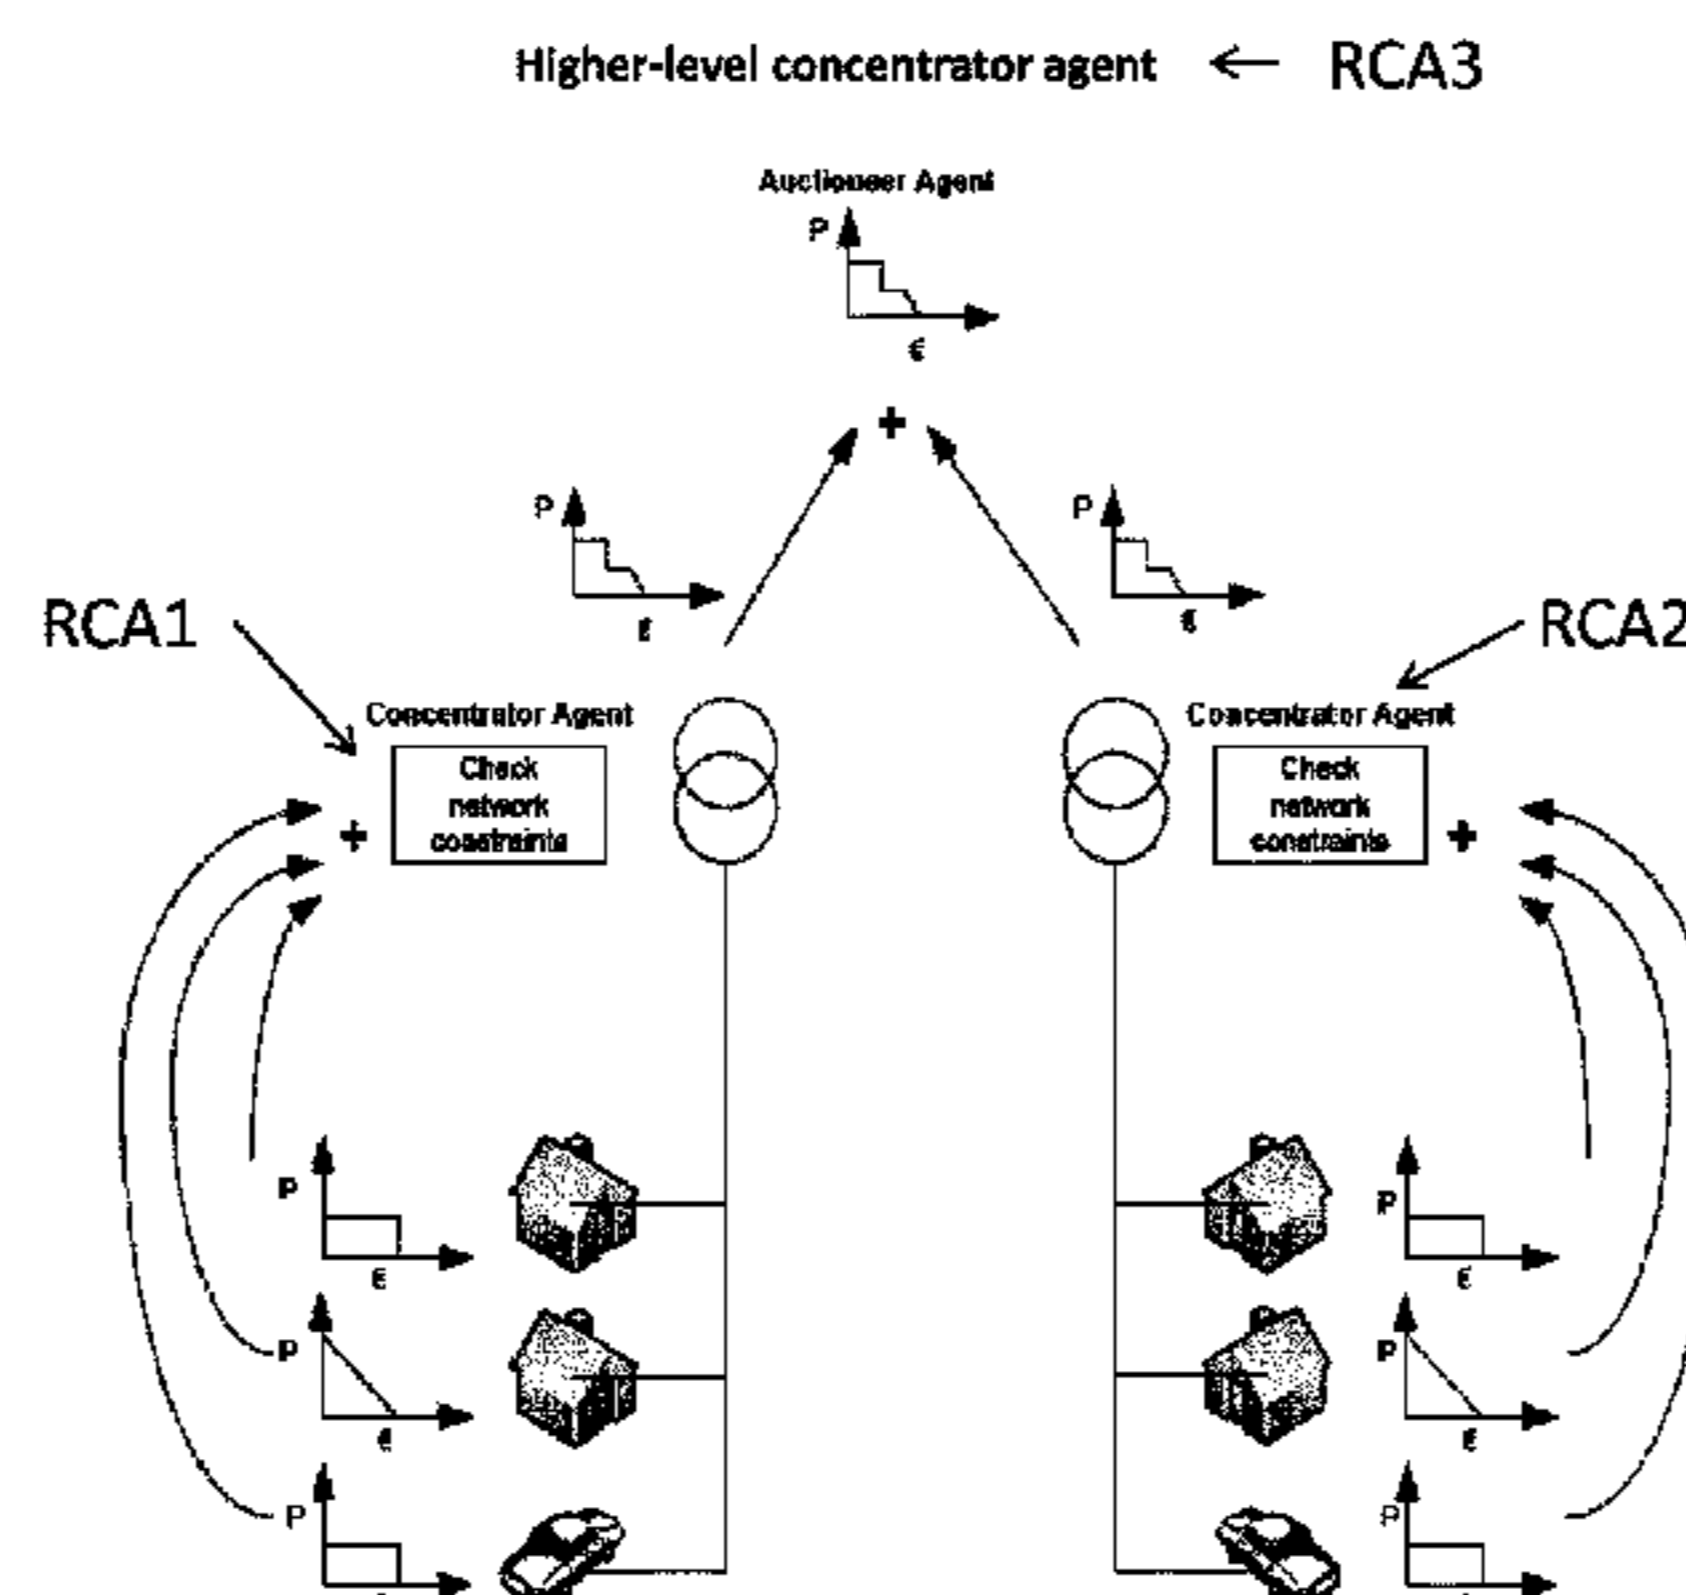 Higher-level concentrator agent ← RCA3
Auctioneer Agent
P
€
+
P
€
P
€
RCA1
RCA2
Concentrator Agent
Check
network
constraints
+
Concentrator Agent
Check
network
constraints
+
P
€
P
€
P
€
P
€
P
P